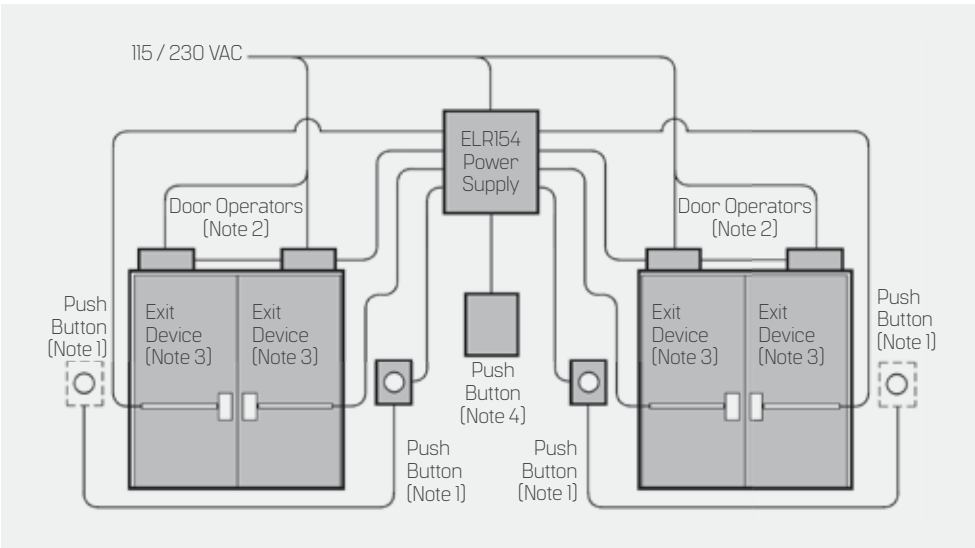 115 / 230 VAC
ELR154
Power
Supply
Door Operators
(Note 2)
Door Operators
(Note 2)
Push
Button
(Note 1)
Exit
Device
(Note 3)
Exit
Device
(Note 3)
Exit
Device
(Note 3)
Exit
Device
(Note 3)
Push
Button
(Note 1)
Push
Button
(Note 4)
Push
Button
(Note 1)
Push
Button
(Note 1)